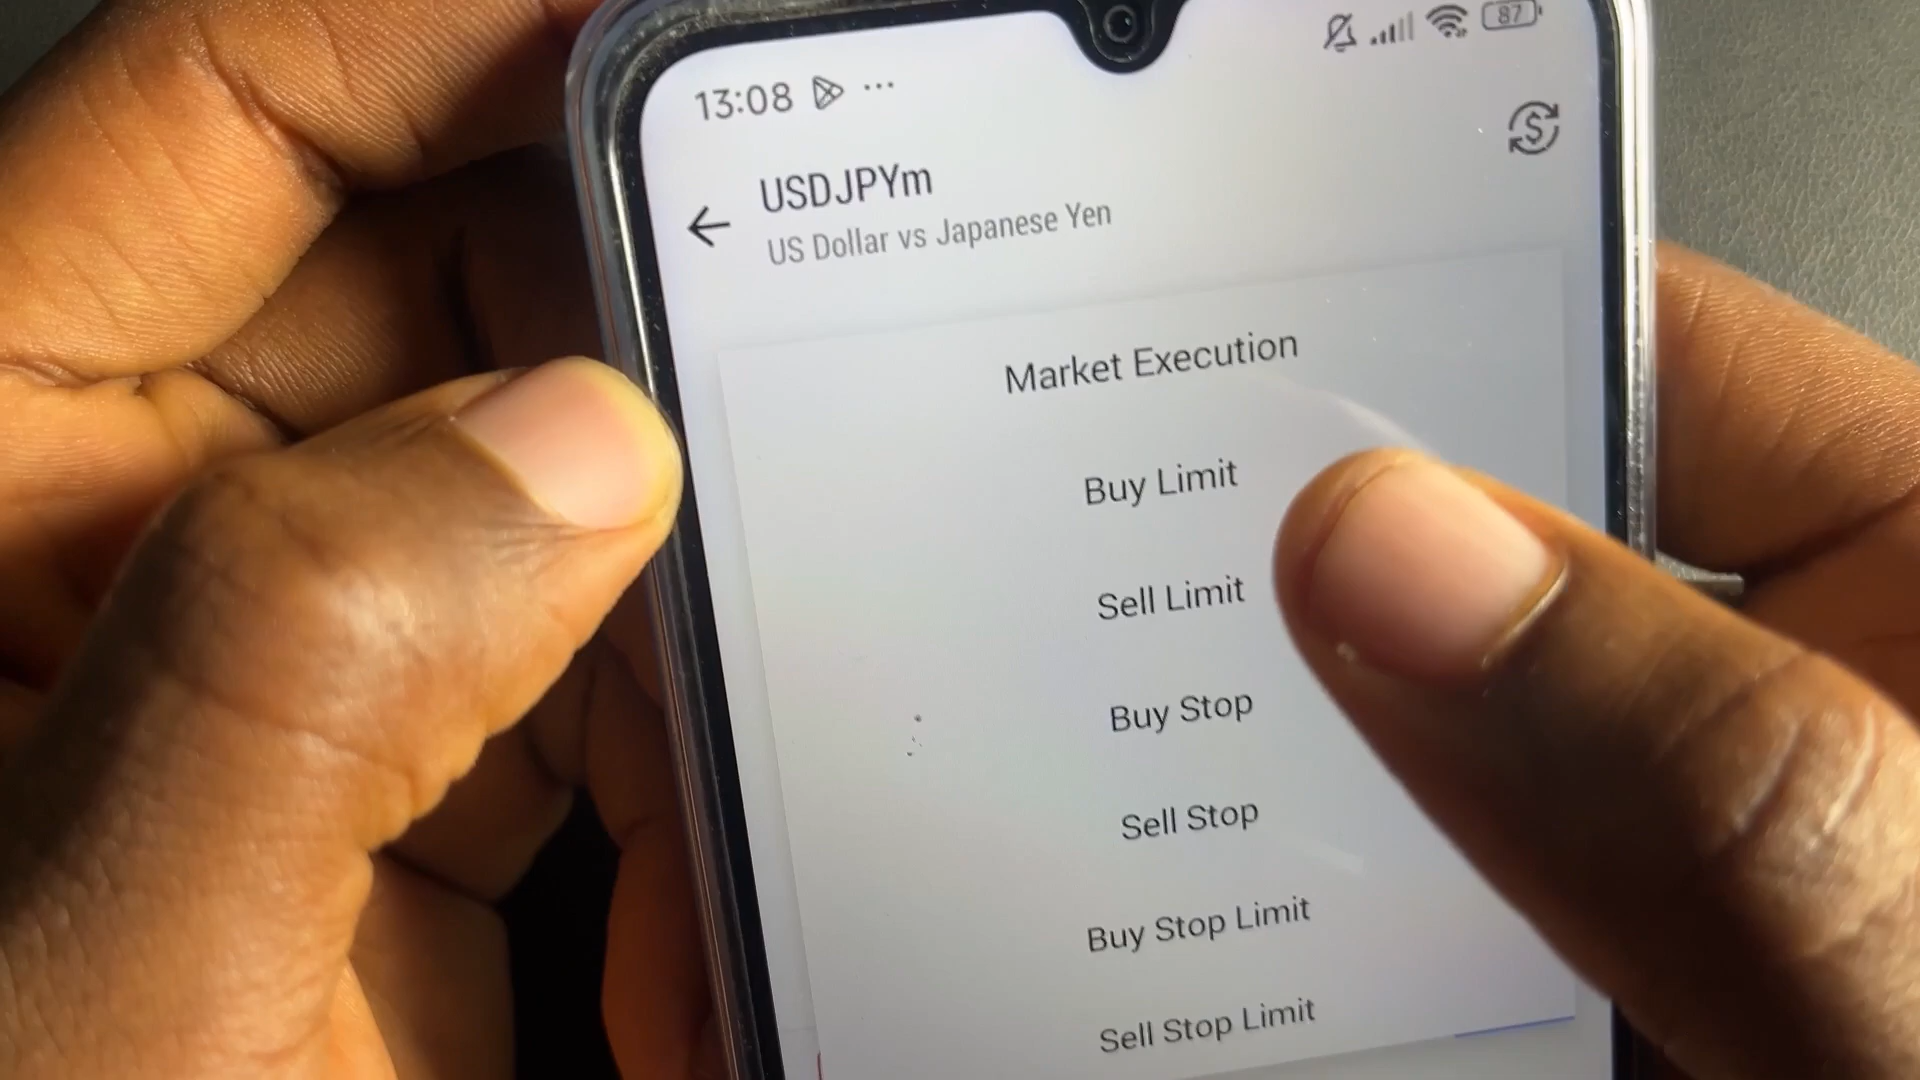 13:08 ... 87
USDJPYm
US Dollar vs Japanese Yen
Market Execution
Buy Limit
Sell Limit
Buy Stop
Sell Stop
Buy Stop Limit
Sell Stop Limit